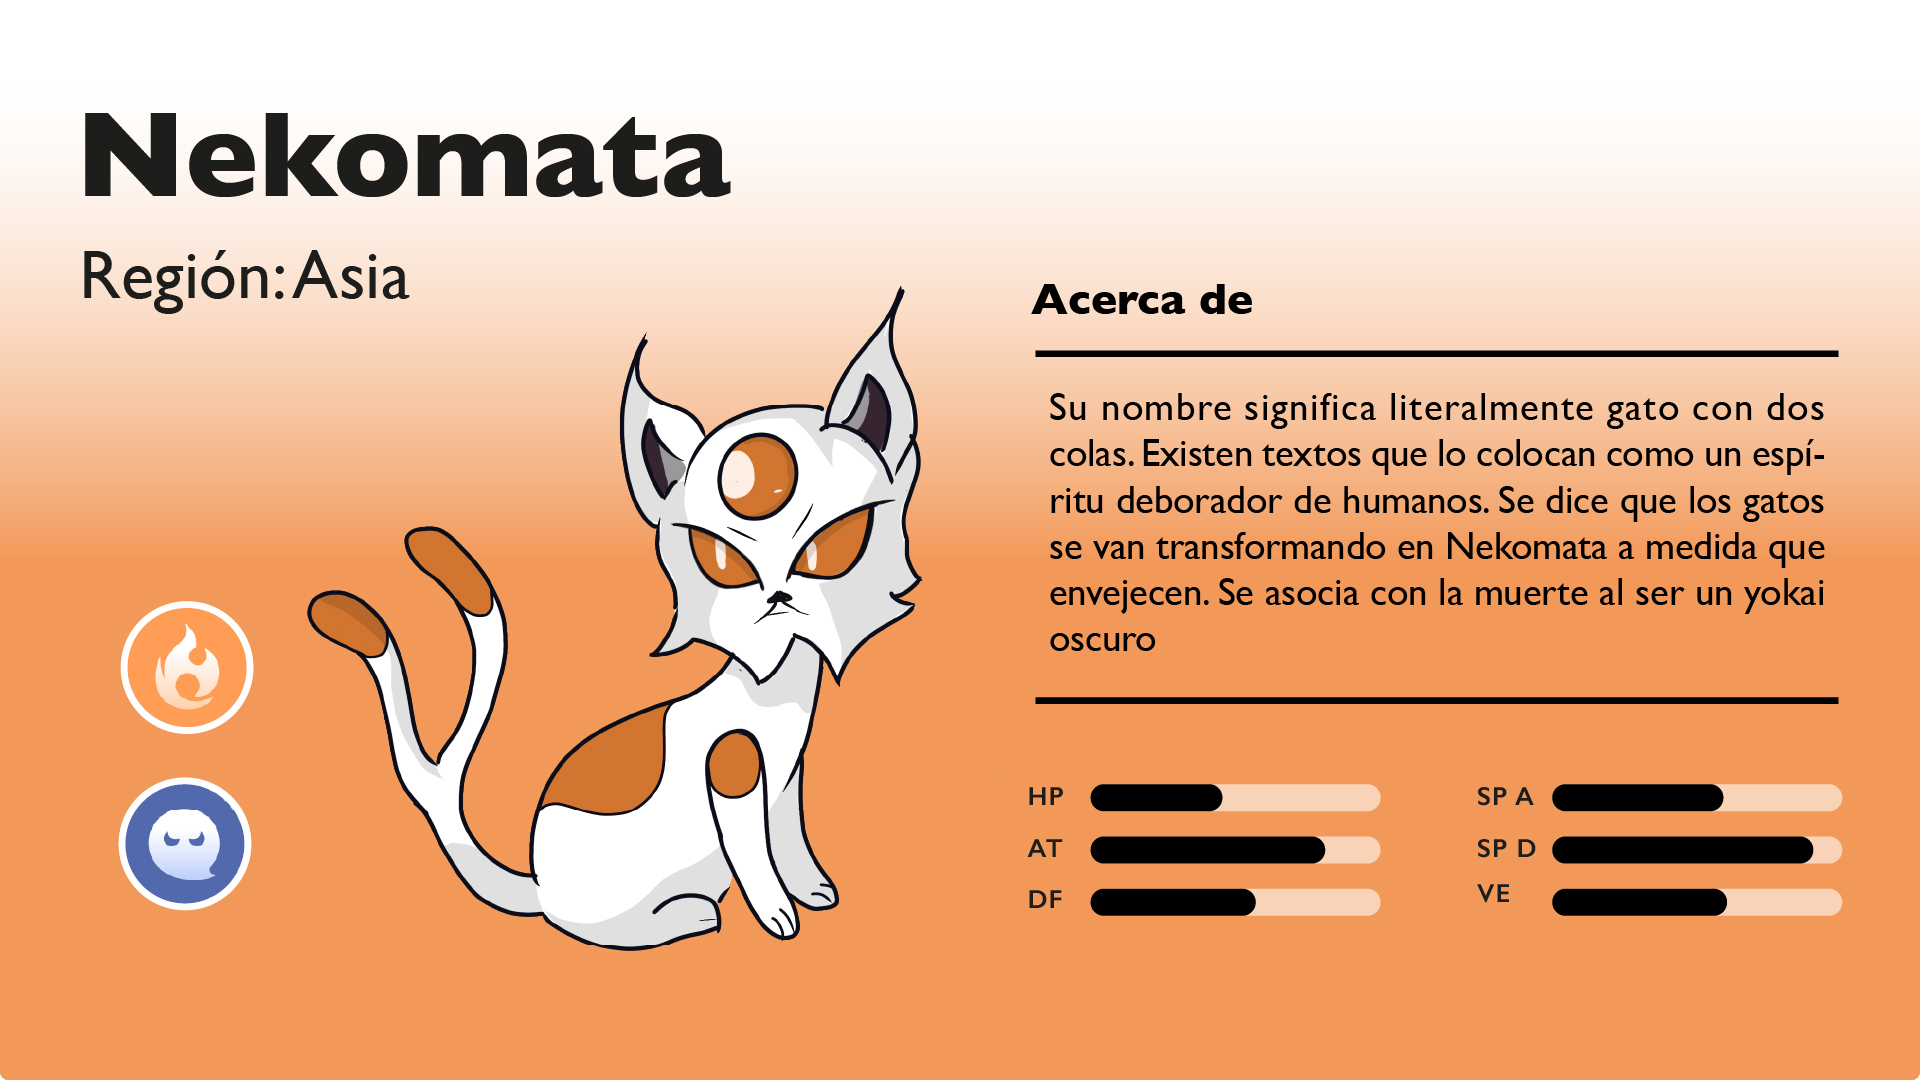 Nekomata
Región: Asia
Acerca de
Su nombre significa literalmente gato con dos
colas. Existen textos que lo colocan como un espí-
ritu deborador de humanos. Se dice que los gatos
se van transformando en Nekomata a medida que
envejecen. Se asocia con la muerte al ser un yokai
oscuro
HP
AT
DF
SP A
SP D
VE